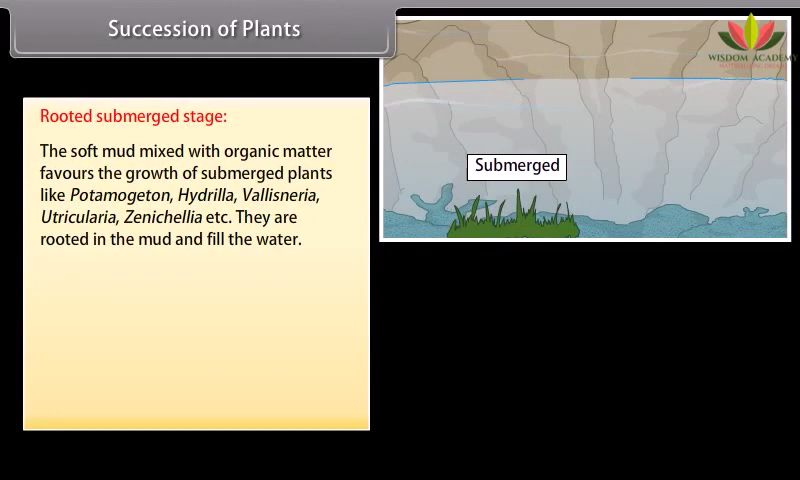 Succession of Plants
WISDOM ACADEMY
Rooted submerged stage:
The soft mud mixed with organic matter
favours the growth of submerged plants
like Potamogeton, Hydrilla, Vallisneria,
Utricularia, Zenichellia etc. They are
rooted in the mud and fill the water.
Submerged